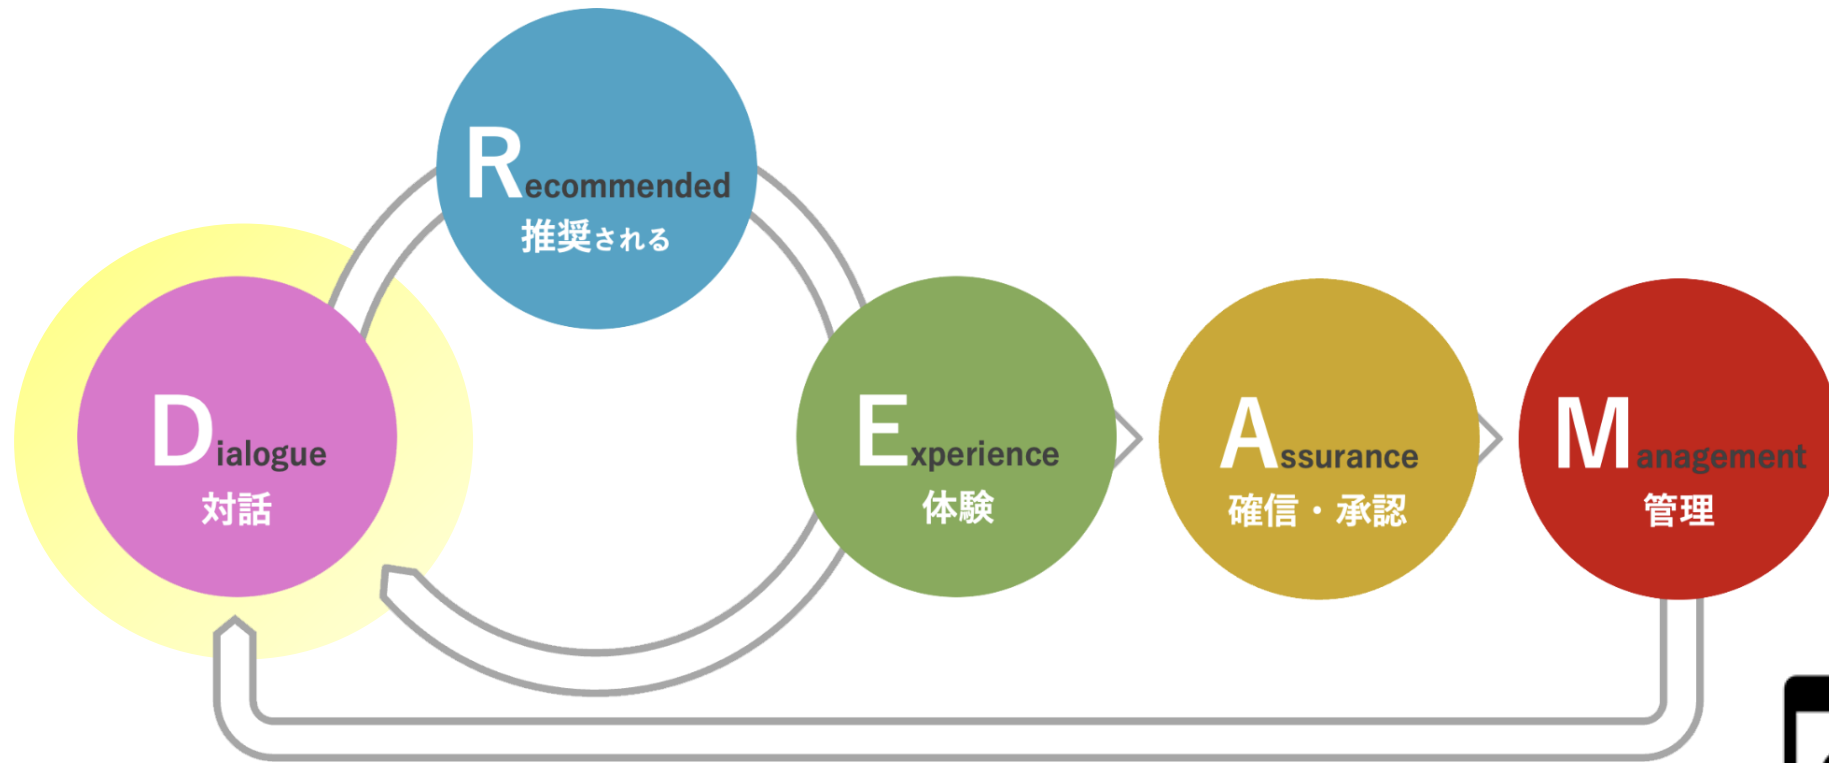 Recommended
推奨される
Dialogue
対話
Experience
体験
Assurance
確信・承認
Management
管理